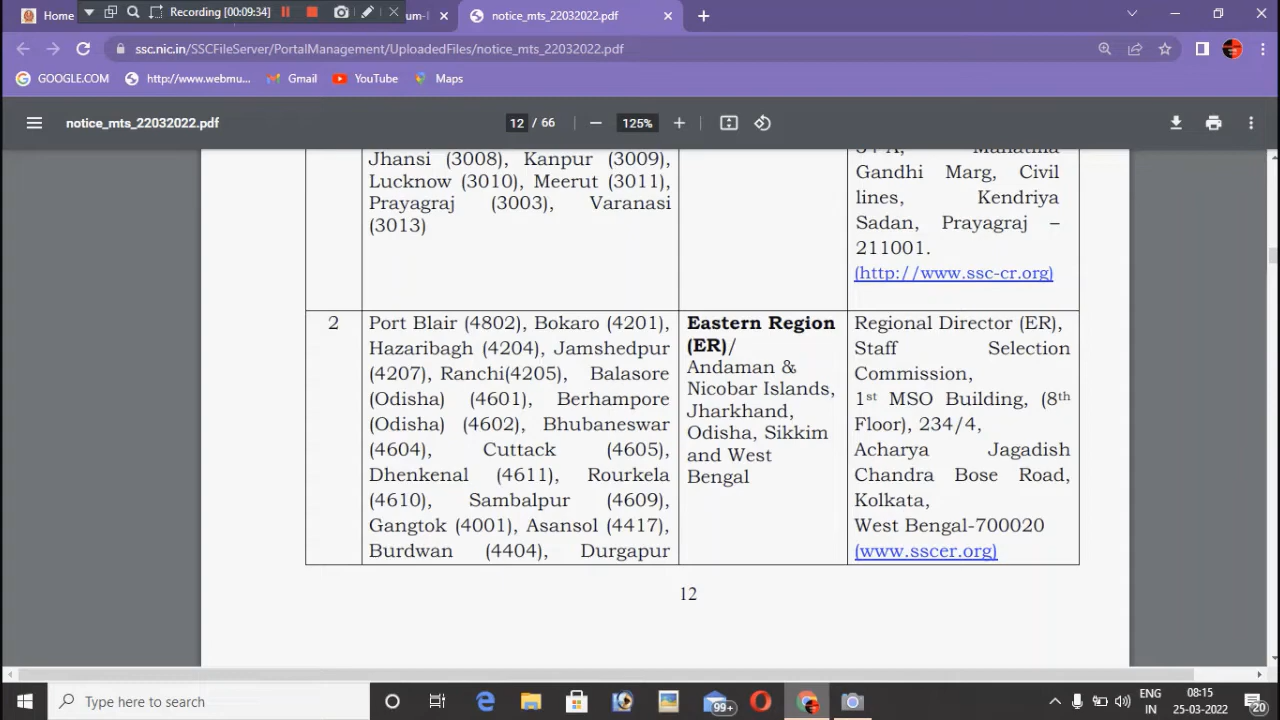 Home
Recording [00:09:34]
um-l
notice_mts_22032022.pdf
ssc.nic.in/SSCFileServer/PortalManagement/UploadedFiles/notice_mts_22032022.pdf
GOOGLE.COM
http://www.webmu...
Gmail
YouTube
Maps
notice_mts_22032022.pdf
12 / 66
125%
Jhansi (3008), Kanpur (3009),
Lucknow (3010), Meerut (3011),
Prayagraj (3003), Varanasi
(3013)
Gandhi Marg, Civil
lines, Kendriya
Sadan, Prayagraj –
211001.
(http://www.ssc-cr.org)
2
Port Blair (4802), Bokaro (4201),
Hazaribagh (4204), Jamshedpur
(4207), Ranchi(4205), Balasore
(Odisha) (4601), Berhampore
(Odisha) (4602), Bhubaneswar
(4604), Cuttack (4605),
Dhenkenal (4611), Rourkela
(4610), Sambalpur (4609),
Gangtok (4001), Asansol (4417),
Burdwan (4404), Durgapur
Eastern Region
(ER)/
Andaman &
Nicobar Islands,
Jharkhand,
Odisha, Sikkim
and West
Bengal
Regional Director (ER),
Staff Selection
Commission,
1st MSO Building, (8th
Floor), 234/4,
Acharya Jagadish
Chandra Bose Road,
Kolkata,
West Bengal-700020
(www.sscer.org)
12
Type here to search
99+
ENG
IN
08:15
25-03-2022
20